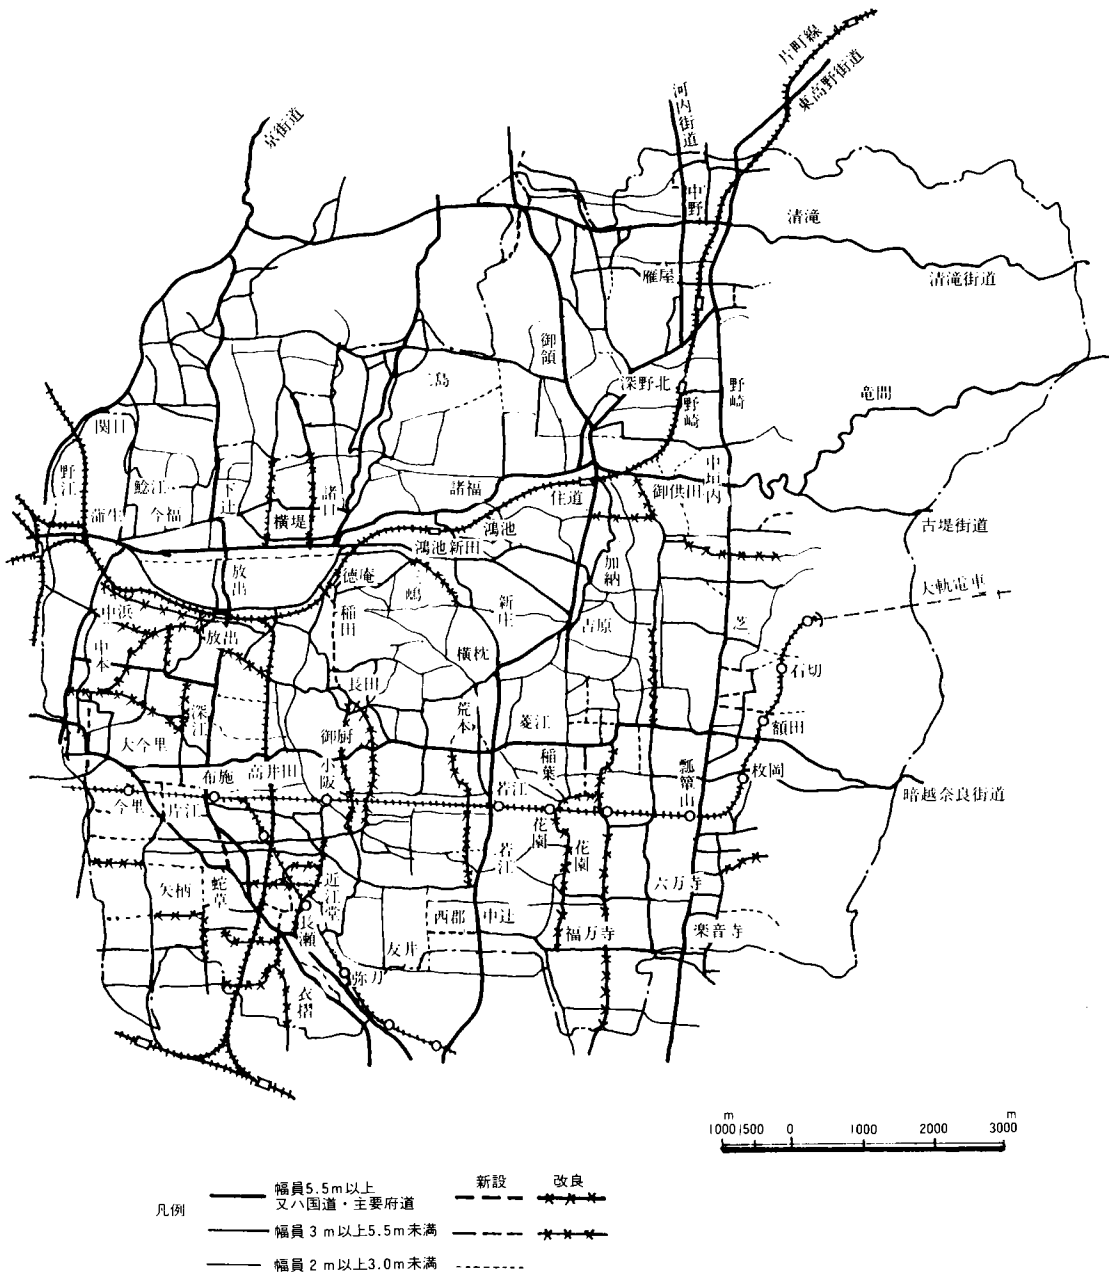 片町線
東高野街道
河内街道
京街道
中野
清滝
清滝街道
雁屋
御領
二島
深野北
野崎
野崎
竜間
関目
野江
鯰江
下辻
諸口
諸福
住道
御供田
中垣内
蒲生
今福
横堤
鴻池
古堤街道
鴻池新田
放出
徳庵
加納
大軌電車
中浜
放出
稲田
嶋
新庄
古原
芝
中本
横枕
石切
長田
深江
荒本
菱江
額田
大今里
御厨
稲葉
瓢箪山
布施
高井田
小阪
枚岡
暗越奈良街道
今里
片江
若江
花園
花園
若江
矢柄
蛇草
近江堂
六万寺
長瀬
西郡
中辻
福万寺
楽音寺
友井
弥刀
衣摺
m
m
1000 500 0 1000 2000 3000
凡例
幅員5.5m以上
又ハ国道・主要府道
新設
改良
幅員3m以上5.5m未満
幅員2m以上3.0m未満